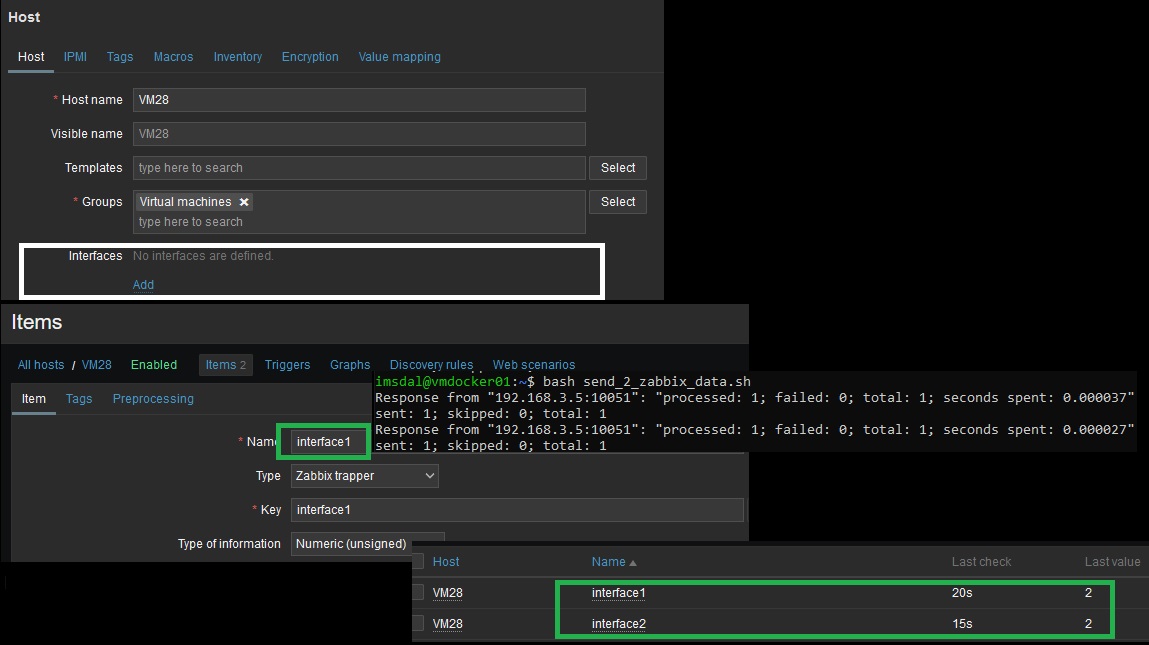 Host
Host IPMI Tags Macros Inventory Encryption Value mapping
* Host name VM28
Visible name VM28
Templates type here to search Select
* Groups Virtual machines ✖ Select
type here to search
Interfaces No interfaces are defined.
Add
Items
All hosts / VM28 Enabled Items 2 Triggers Graphs Discovery rules Web scenarios
Item Tags Preprocessing
* Name interface1
Type Zabbix trapper
* Key interface1
Type of information Numeric (unsigned)
imsdal@vmdocker01:~$ bash send_2_zabbix_data.sh
Response from "192.168.3.5:10051": "processed: 1; failed: 0; total: 1; seconds spent: 0.000037"
sent: 1; skipped: 0; total: 1
Response from "192.168.3.5:10051": "processed: 1; failed: 0; total: 1; seconds spent: 0.000027"
sent: 1; skipped: 0; total: 1
Host Name ▲ Last check Last value
VM28 interface1 20s 2
VM28 interface2 15s 2